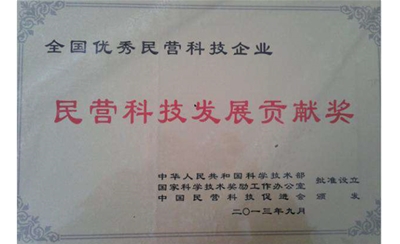 全国优秀民营科技企业
民营科技发展贡献奖
中华人民共和国科学技术部
国家科学技术奖励工作办公室 批准设立
中国民营科技促进会 颁发
二〇一三年九月